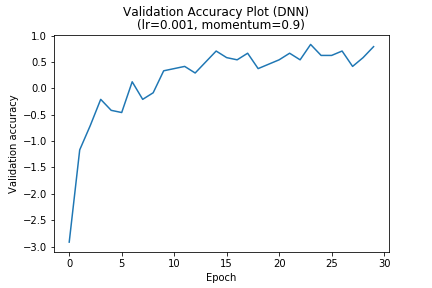 Validation Accuracy Plot (DNN)
(lr=0.001, momentum=0.9)
Validation accuracy
1.0
0.5
0.0
−0.5
−1.0
−1.5
−2.0
−2.5
−3.0
0 5 10 15 20 25 30
Epoch